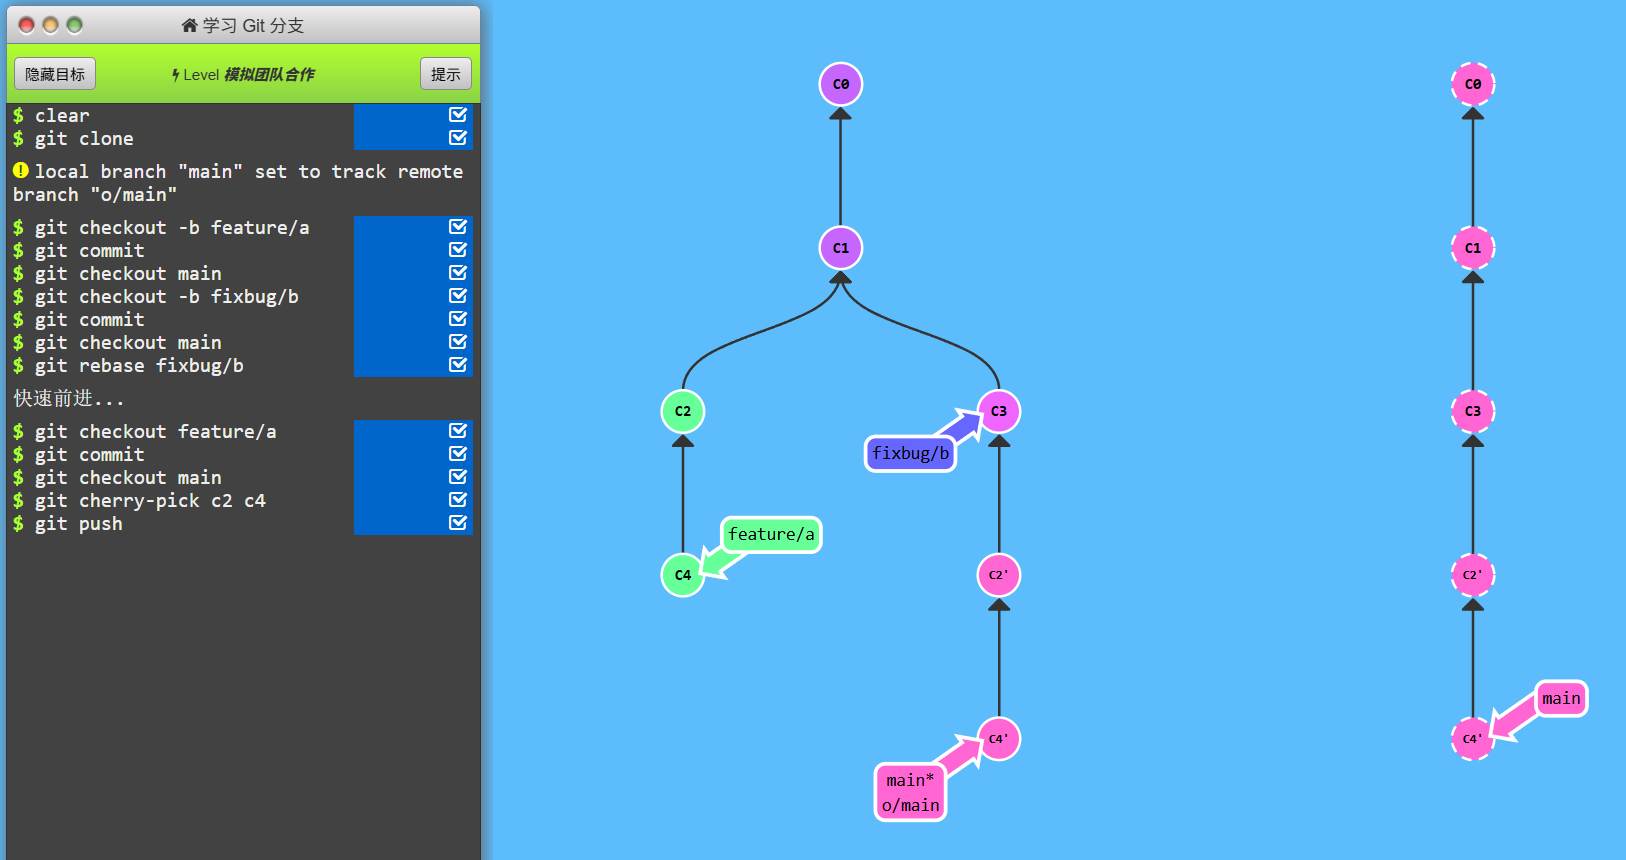 学习 Git 分支
隐藏目标
Level 模拟团队合作
提示
$ clear
$ git clone
local branch "main" set to track remote
branch "o/main"
$ git checkout -b feature/a
$ git commit
$ git checkout main
$ git checkout -b fixbug/b
$ git commit
$ git checkout main
$ git rebase fixbug/b
快速前进...
$ git checkout feature/a
$ git commit
$ git checkout main
$ git cherry-pick c2 c4
$ git push
C0
C1
C2
C3
fixbug/b
feature/a
C4
C2'
C4'
main*
o/main
C0
C1
C3
C2'
main
C4'